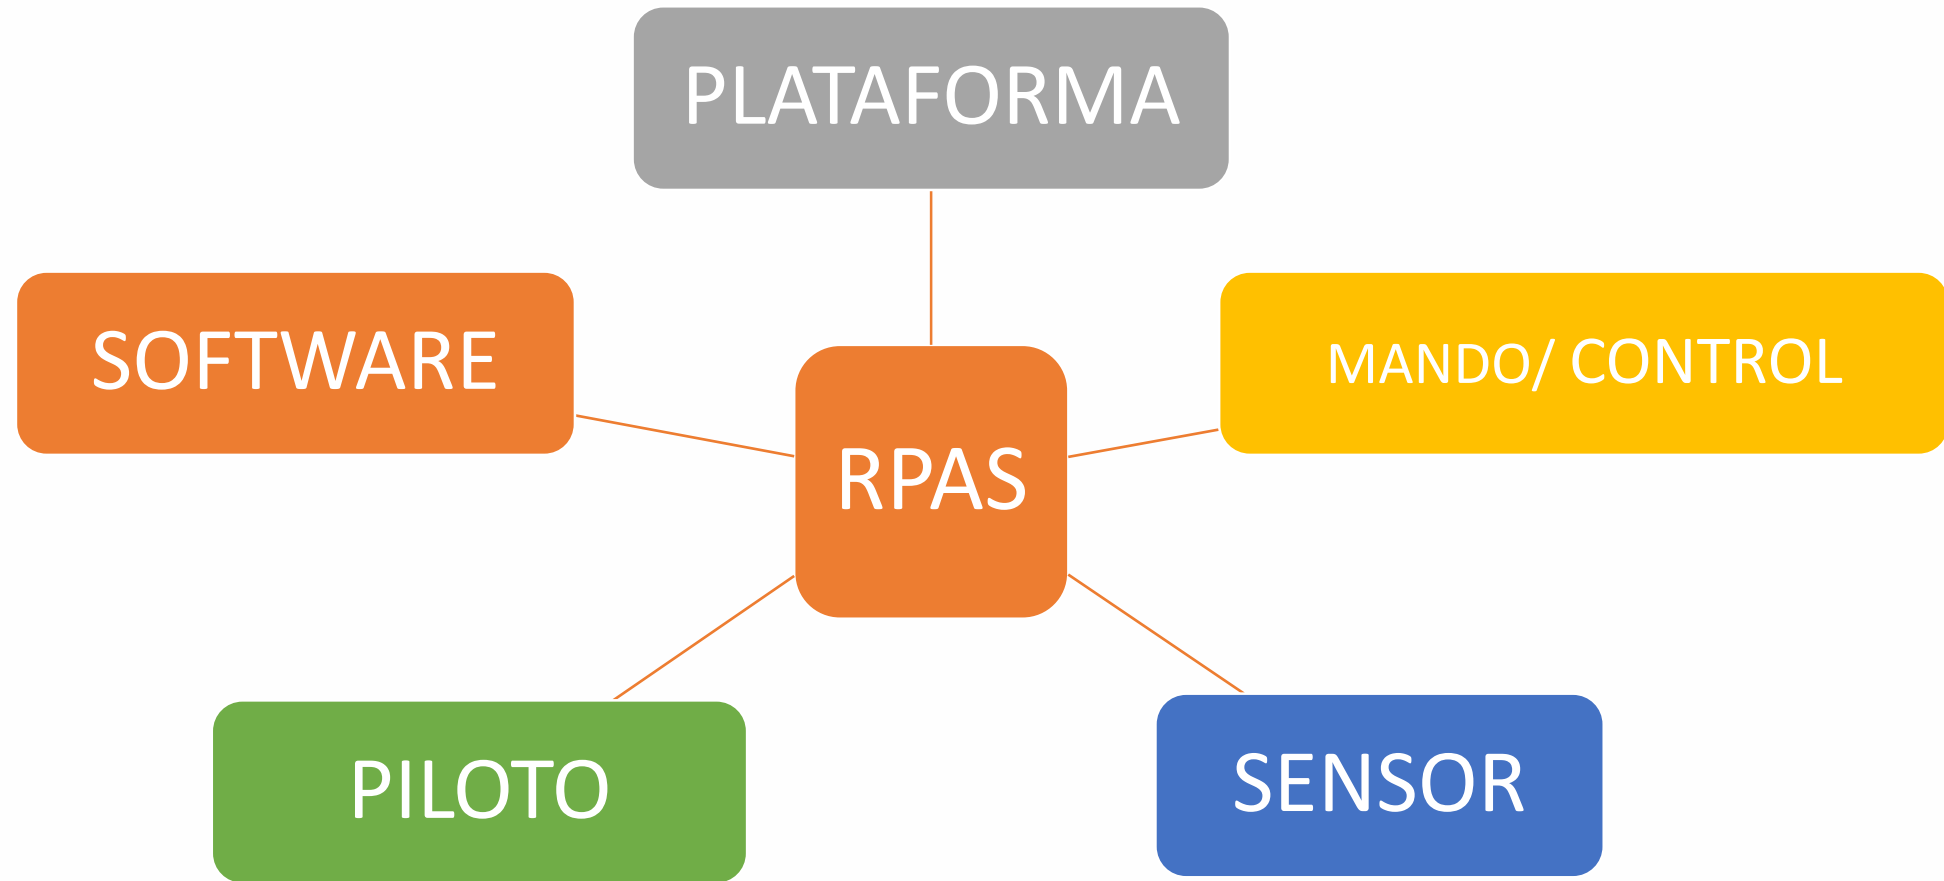 PLATAFORMA
SOFTWARE
MANDO/ CONTROL
RPAS
PILOTO
SENSOR